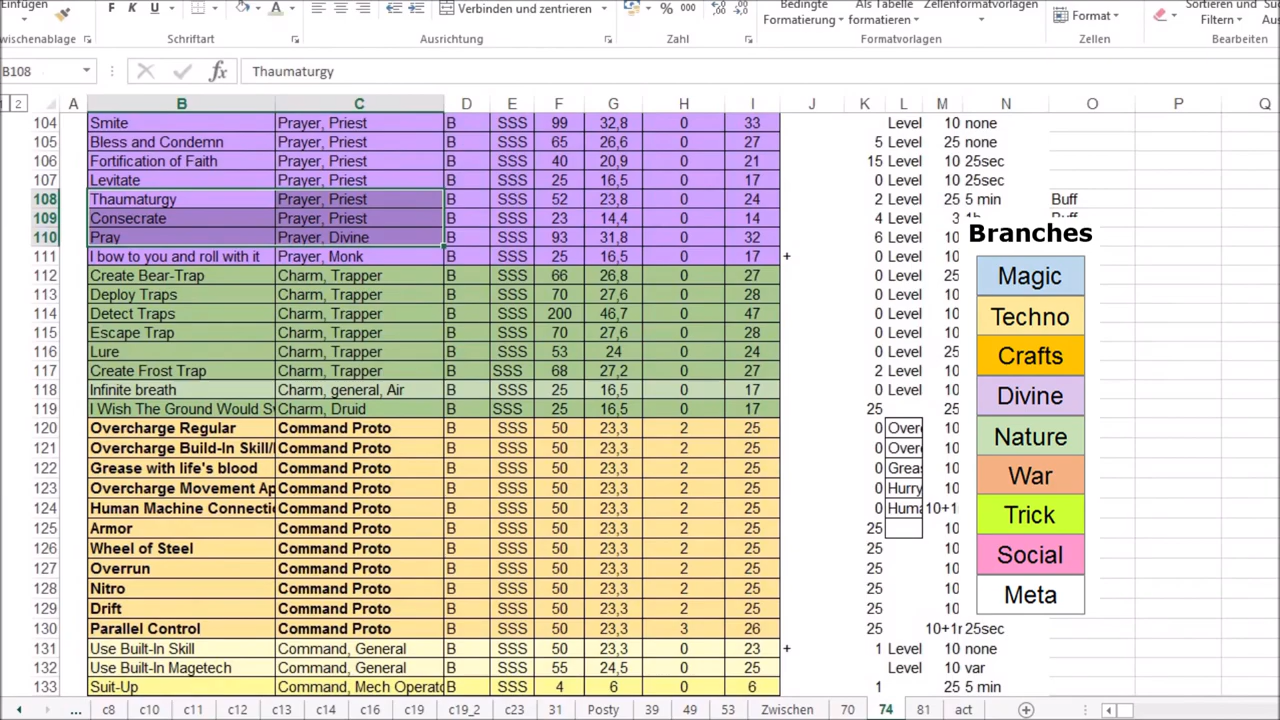 Einfügen
F K U
Verbinden und zentrieren
% 000
Bedingte Formatierung
Als Tabelle formatieren
Zellenformatvorlagen
Format
Sortieren und Filtern
wischenablage Schriftart Ausrichtung Zahl Formatvorlagen Zellen Bearbeiten
B108 fx Thaumaturgy
1 2 A B C D E F G H I J K L M N O P Q
104 Smite Prayer, Priest B SSS 99 32,8 0 33 Level 10 none
105 Bless and Condemn Prayer, Priest B SSS 65 26,6 0 27 5 Level 25 none
106 Fortification of Faith Prayer, Priest B SSS 40 20,9 0 21 15 Level 10 25sec
107 Levitate Prayer, Priest B SSS 25 16,5 0 17 0 Level 10 25sec
108 Thaumaturgy Prayer, Priest B SSS 52 23,8 0 24 2 Level 25 5 min Buff
109 Consecrate Prayer, Priest B SSS 23 14,4 0 14 4 Level 3
110 Pray Prayer, Divine B SSS 93 31,8 0 32 6 Level 10
111 I bow to you and roll with it Prayer, Monk B SSS 25 16,5 0 17 + 0 Level 10
112 Create Bear-Trap Charm, Trapper B SSS 66 26,8 0 27 0 Level 10
113 Deploy Traps Charm, Trapper B SSS 70 27,6 0 28 0 Level 10
114 Detect Traps Charm, Trapper B SSS 200 46,7 0 47 0 Level 10
115 Escape Trap Charm, Trapper B SSS 70 27,6 0 28 0 Level 10
116 Lure Charm, Trapper B SSS 53 24 0 24 0 Level 10
117 Create Frost Trap Charm, Trapper B SSS 68 27,2 0 27 2 Level 10
118 Infinite breath Charm, general, Air B SSS 25 16,5 0 17 0 Level 10
119 I Wish The Ground Would S Charm, Druid B SSS 25 16,5 0 17 25 25
120 Overcharge Regular Command Proto B SSS 50 23,3 2 25 0 Over 10
121 Overcharge Build-In Skill/ Command Proto B SSS 50 23,3 2 25 0 Over 10
122 Grease with life's blood Command Proto B SSS 50 23,3 2 25 0 Greas 10
123 Overcharge Movement Ap Command Proto B SSS 50 23,3 2 25 0 Hurry 10
124 Human Machine Connectio Command Proto B SSS 50 23,3 2 25 0 Huma 10+1
125 Armor Command Proto B SSS 50 23,3 2 25 25 10
126 Wheel of Steel Command Proto B SSS 50 23,3 2 25 25 10
127 Overrun Command Proto B SSS 50 23,3 2 25 25 10
128 Nitro Command Proto B SSS 50 23,3 2 25 25 10
129 Drift Command Proto B SSS 50 23,3 2 25 25 10
130 Parallel Control Command Proto B SSS 50 23,3 3 26 25 10+1r 25sec
131 Use Built-In Skill Command, General B SSS 50 23,3 0 23 + 1 Level 10 none
132 Use Built-In Magetech Command, General B SSS 55 24,5 0 25 Level 10 var
133 Suit-Up Command, Mech Operato B SSS 4 6 0 6 1 25 5 min
Branches
Magic
Techno
Crafts
Divine
Nature
War
Trick
Social
Meta
... c8 c10 c11 c12 c13 c14 c16 c19 c19_2 c23 31 Posty 39 49 53 Zwischen 70 74 81 act